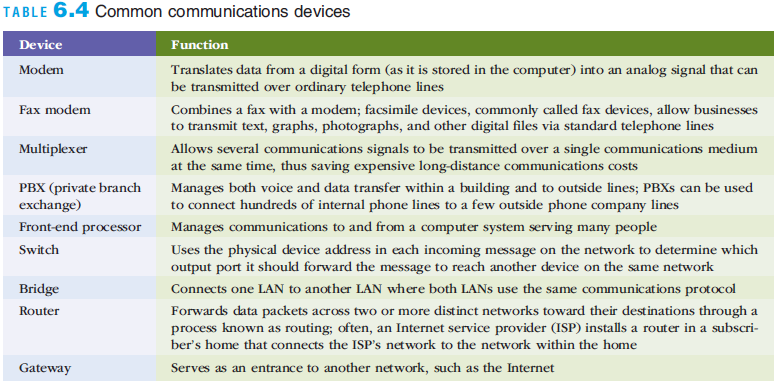 TABLE 6.4 Common communications devices
Device Function
Modem Translates data from a digital form (as it is stored in the computer) into an analog signal that can
be transmitted over ordinary telephone lines
Fax modem Combines a fax with a modem; facsimile devices, commonly called fax devices, allow businesses
to transmit text, graphs, photographs, and other digital files via standard telephone lines
Multiplexer Allows several communications signals to be transmitted over a single communications medium
at the same time, thus saving expensive long-distance communications costs
PBX (private branch Manages both voice and data transfer within a building and to outside lines; PBXs can be used
exchange) to connect hundreds of internal phone lines to a few outside phone company lines
Front-end processor Manages communications to and from a computer system serving many people
Switch Uses the physical device address in each incoming message on the network to determine which
output port it should forward the message to reach another device on the same network
Bridge Connects one LAN to another LAN where both LANs use the same communications protocol
Router Forwards data packets across two or more distinct networks toward their destinations through a
process known as routing; often, an Internet service provider (ISP) installs a router in a subscri-
ber's home that connects the ISP's network to the network within the home
Gateway Serves as an entrance to another network, such as the Internet